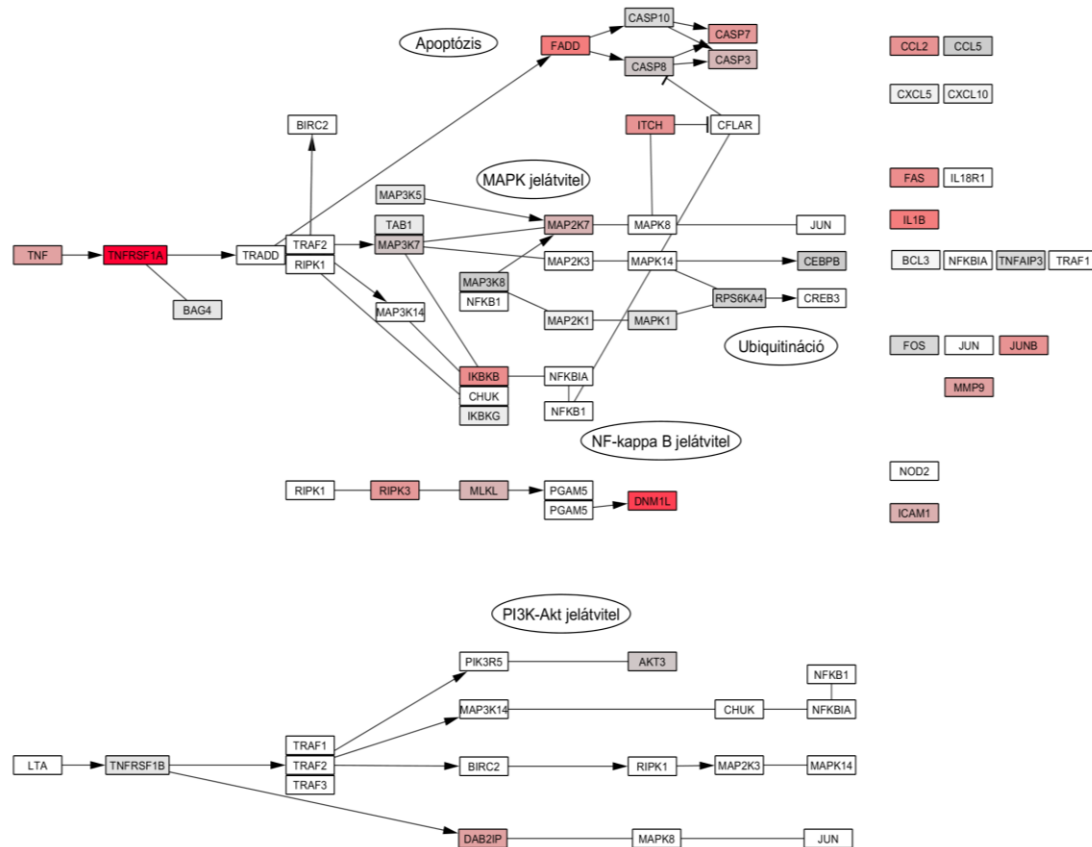 CASP10
Apoptózis
FADD
CASP7
CCL2 CCL5
CASP8
CASP3
CXCL5 CXCL10
BIRC2
ITCH
CFLAR
MAPK jelátvitel
FAS IL18R1
MAP3K5
TAB1
MAP2K7
MAPK8
JUN
IL1B
TNF
TNFRSF1A
TRADD
TRAF2
RIPK1
MAP3K7
MAP2K3
MAPK14
CEBPB
BCL3 NFKBIA TNFAIP3 TRAF1
BAG4
MAP3K8
NFKB1
RPS6KA4
CREB3
MAP3K14
MAP2K1
MAPK1
Ubiquitináció
FOS JUN JUNB
IKBKB
CHUK
IKBKG
NFKBIA
NFKB1
MMP9
NF-kappa B jelátvitel
NOD2
RIPK1
RIPK3
MLKL
PGAM5
PGAM5
DNM1L
ICAM1
PI3K-Akt jelátvitel
PIK3R5
AKT3
NFKB1
MAP3K14
CHUK
NFKBIA
LTA
TNFRSF1B
TRAF1
TRAF2
TRAF3
BIRC2
RIPK1
MAP2K3
MAPK14
DAB2IP
MAPK8
JUN